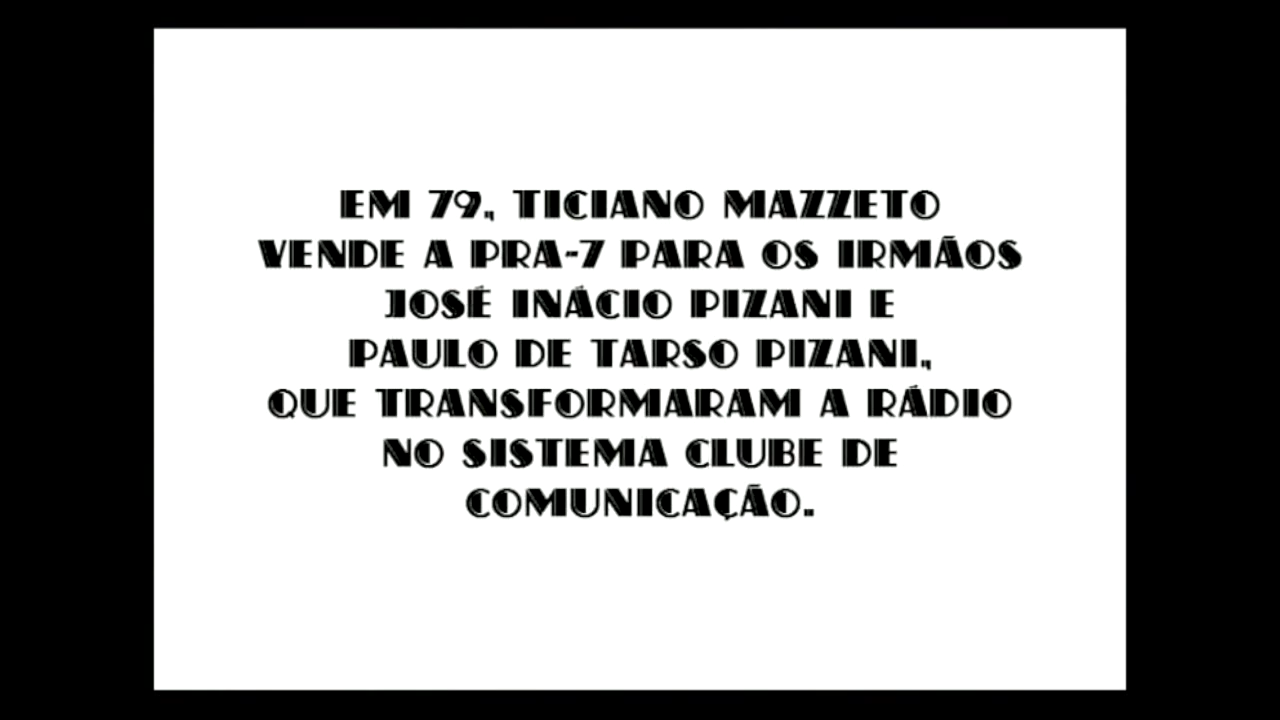 EM 79, TICIANO MAZZETO
VENDE A PRA-7 PARA OS IRMÃOS
JOSÉ INÁCIO PIZANI E
PAULO DE TARSO PIZANI,
QUE TRANSFORMARAM A RÁDIO
NO SISTEMA CLUBE DE
COMUNICAÇÃO.